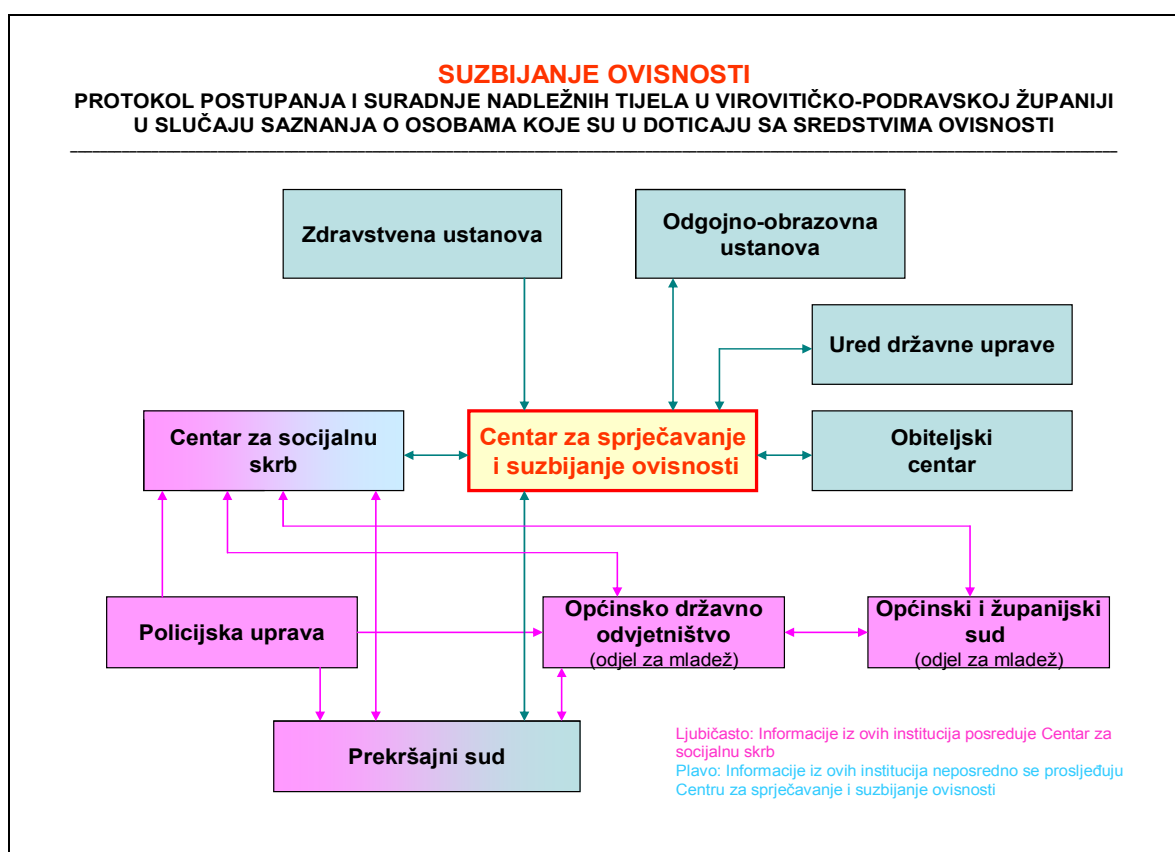 SUZBIJANJE OVISNOSTI
PROTOKOL POSTUPANJA I SURADNJE NADLEŽNIH TIJELA U VIROVITIČKO-PODRAVSKOJ ŽUPANIJI
U SLUČAJU SAZNANJA O OSOBAMA KOJE SU U DOTICAJU SA SREDSTVIMA OVISNOSTI
Zdravstvena ustanova
Odgojno-obrazovna
ustanova
Ured državne uprave
Centar za socijalnu
skrb
Centar za sprječavanje
i suzbijanje ovisnosti
Obiteljski
centar
Policijska uprava
Općinsko državno
odvjetništvo
(odjel za mladež)
Općinski i županijski
sud
(odjel za mladež)
Prekršajni sud
Ljubičasto: Informacije iz ovih institucija posreduje Centar za
socijalnu skrb
Plavo: Informacije iz ovih institucija neposredno se prosljeđuju
Centru za sprječavanje i suzbijanje ovisnosti